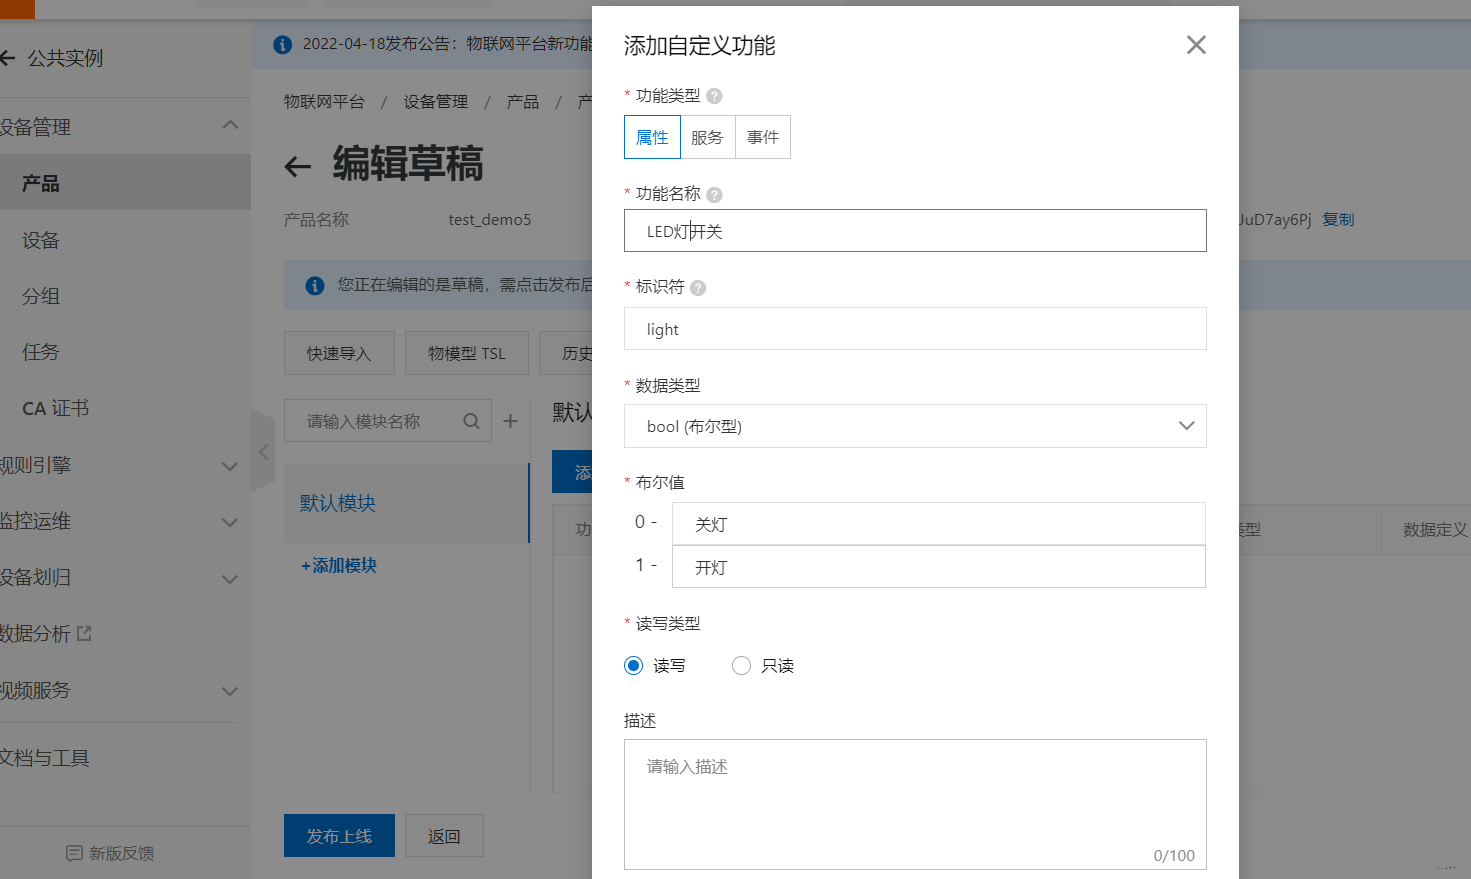 公共实例
设备管理
产品
设备
分组
任务
CA 证书
规则引擎
监控运维
设备划归
数据分析
视频服务
文档与工具
新版反馈
2022-04-18发布公告：物联网平台新功能
物联网平台 / 设备管理 / 产品 / 产
编辑草稿
产品名称 test_demo5
JuD7ay6Pj 复制
您正在编辑的是草稿，需点击发布后
快速导入 物模型 TSL 历史
请输入模块名称
默认
添
默认模块
+添加模块
功
类型 数据定义
发布上线 返回
添加自定义功能
* 功能类型
属性 服务 事件
* 功能名称
LED灯开关
* 标识符
light
* 数据类型
bool (布尔型)
* 布尔值
0 - 关灯
1 - 开灯
* 读写类型
读写 只读
描述
请输入描述
0/100